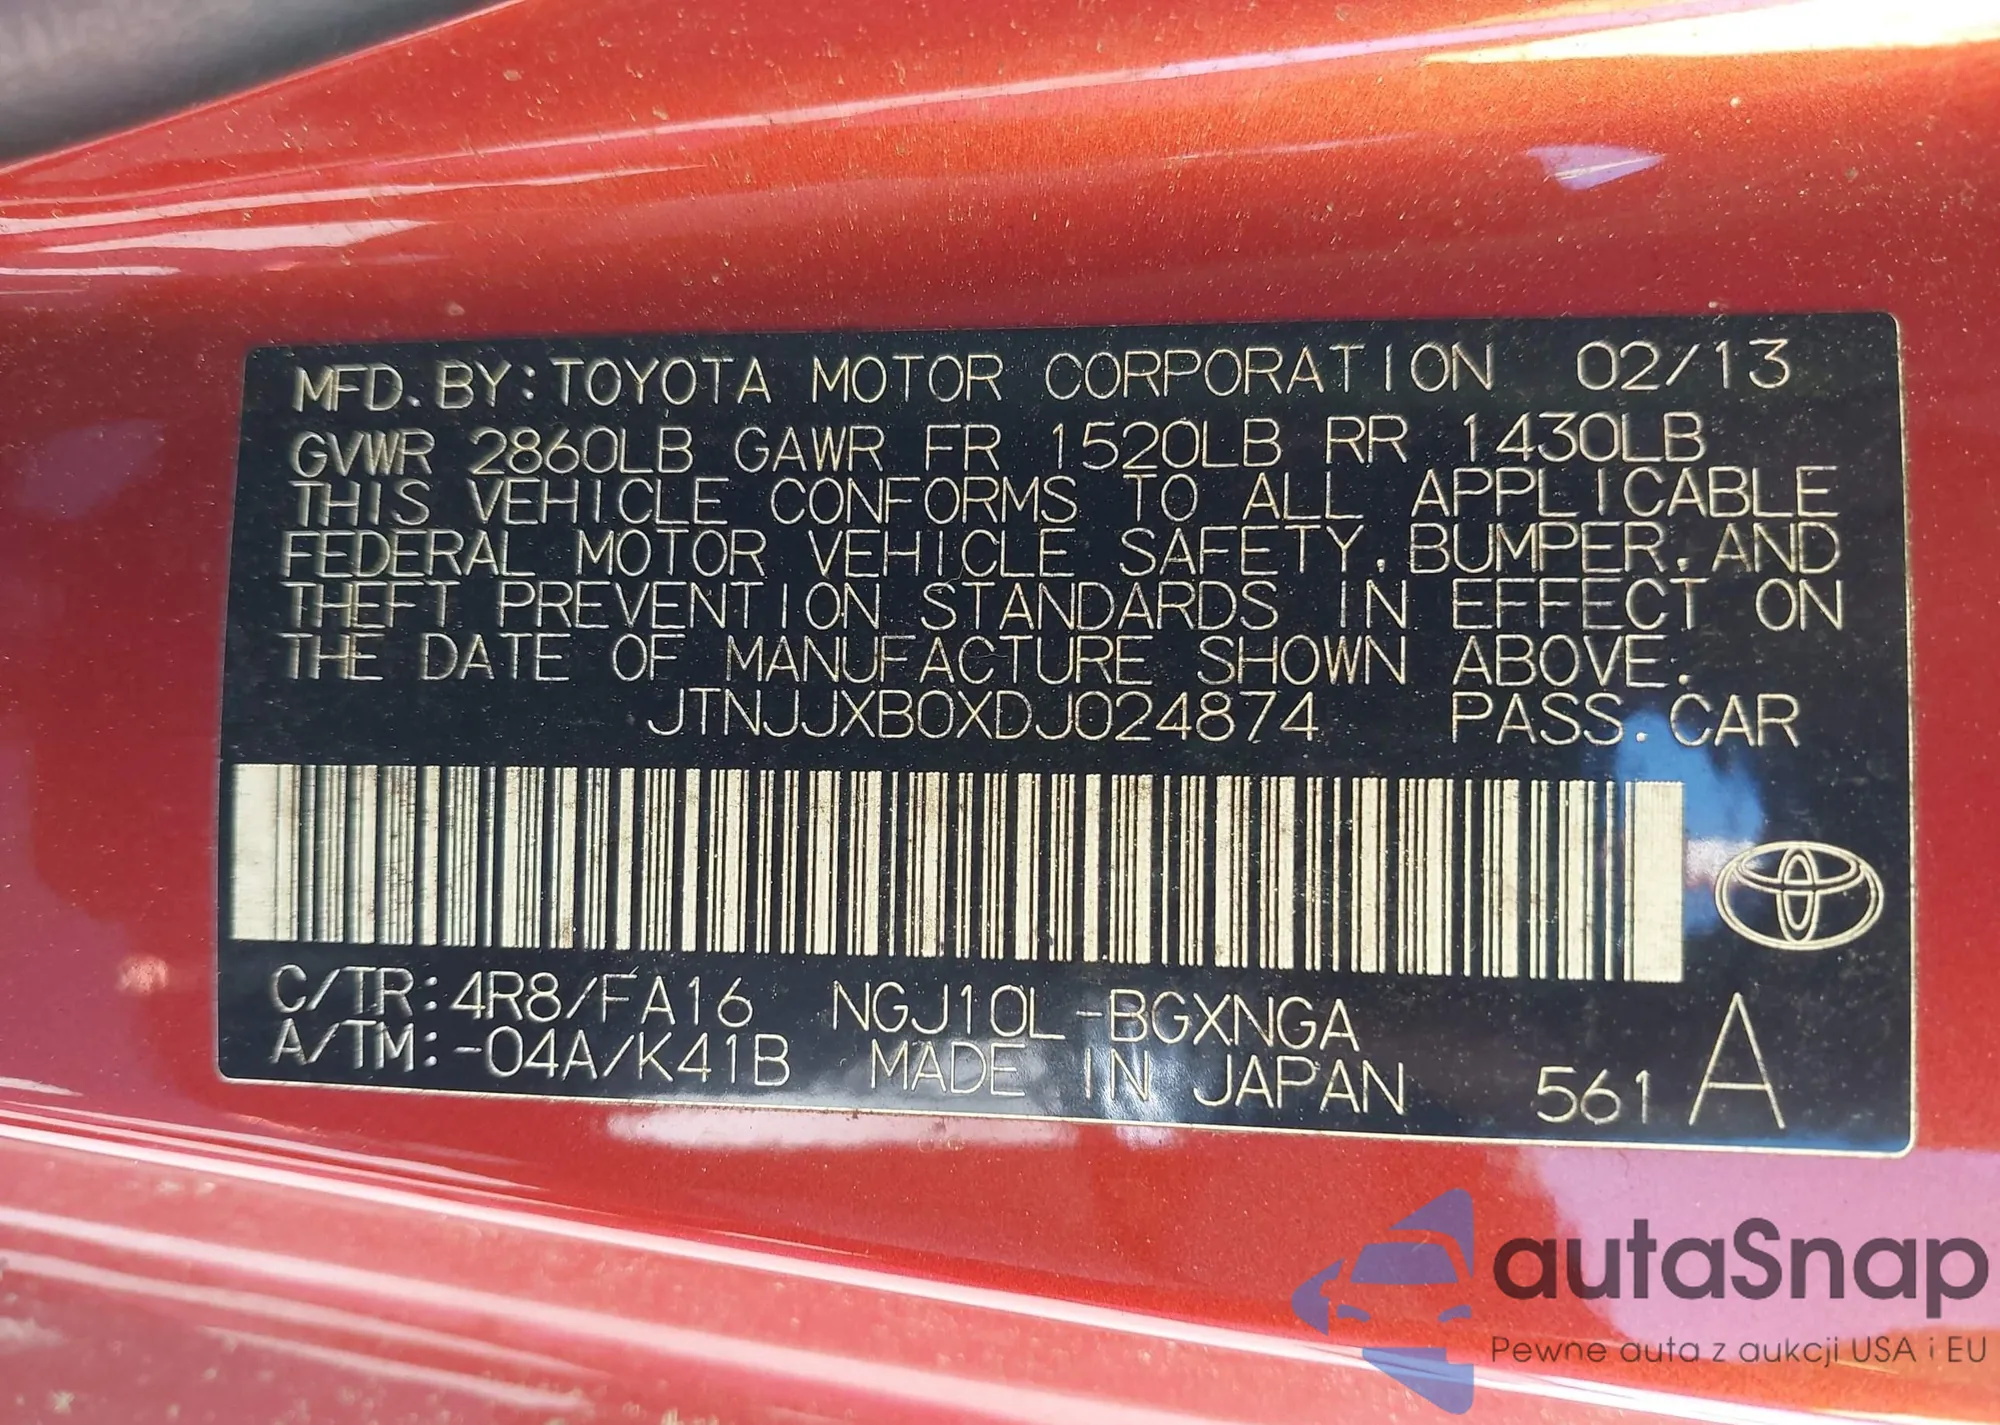 MFD. BY: TOYOTA MOTOR CORPORATION 02/13
GVWR 2860LB GAWR FR 1520LB RR 1430LB
THIS VEHICLE CONFORMS TO ALL APPLICABLE
FEDERAL MOTOR VEHICLE SAFETY, BUMPER, AND
THEFT PREVENTION STANDARDS IN EFFECT ON
THE DATE OF MANUFACTURE SHOWN ABOVE.
JTNJJXB0XDJ024874 PASS. CAR
C/TR: 4R8/FA16 NGJ10L-BGXNGA
A/TM: -04A/K41B MADE IN JAPAN 561 A
autaSnap
Pewne auta z aukcji USA i EU